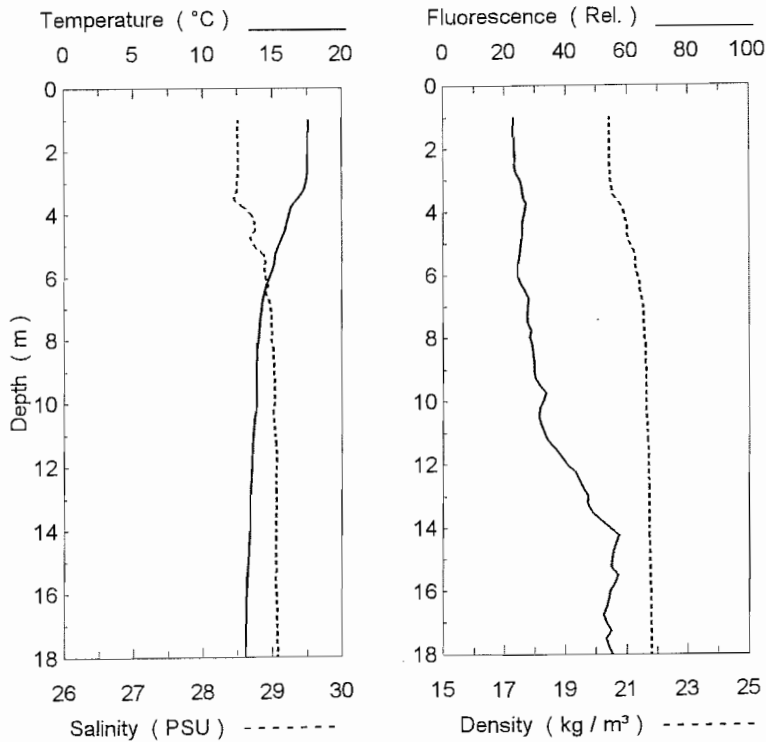 Temperature ( °C )
0 5 10 15 20
0
2
4
6
8
10
12
14
16
18
Depth ( m )
26 27 28 29 30
Salinity ( PSU )
Fluorescence ( Rel. )
0 20 40 60 80 100
0
2
4
6
8
10
12
14
16
18
15 17 19 21 23 25
Density ( kg / m³ )